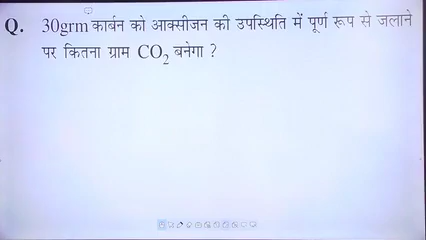 Q. 30grm कार्बन को आक्सीजन की उपस्थिति में पूर्ण रूप से जलाने
पर कितना ग्राम CO₂ बनेगा ?